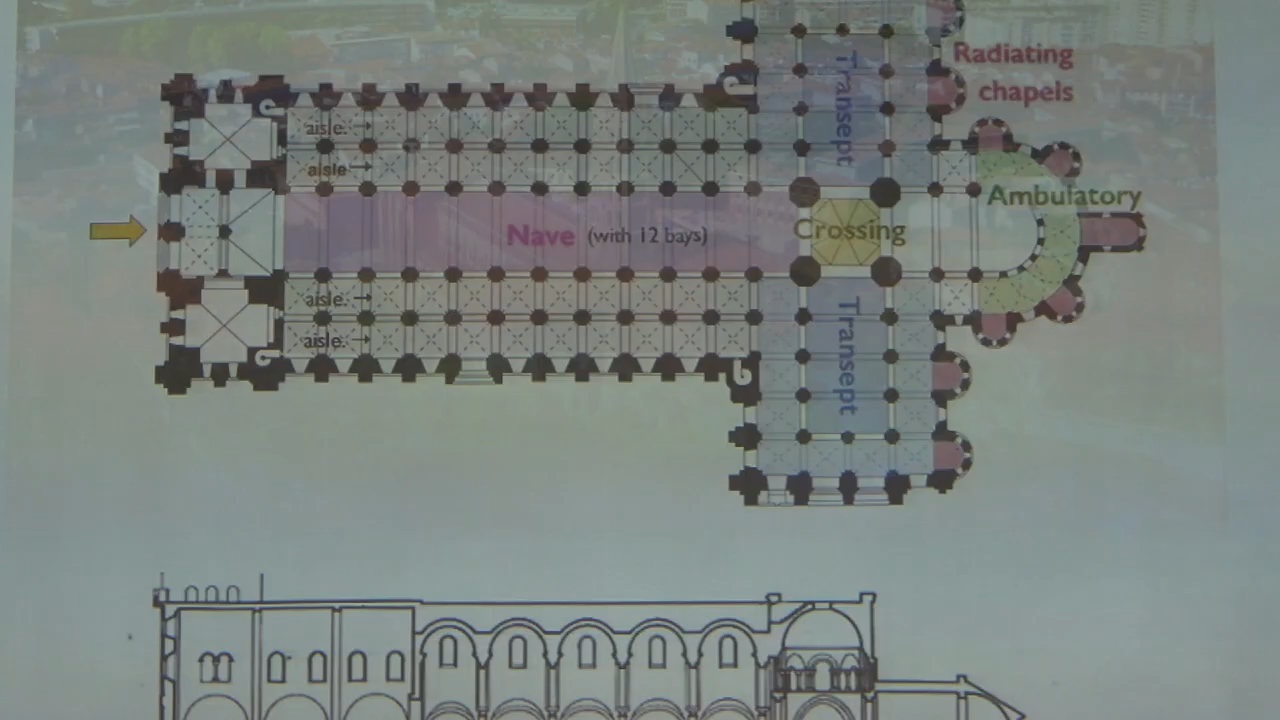 Radiating
chapels
Transept
aisle
aisle
Ambulatory
Nave (with 12 bays)
Crossing
aisle
aisle
Transept